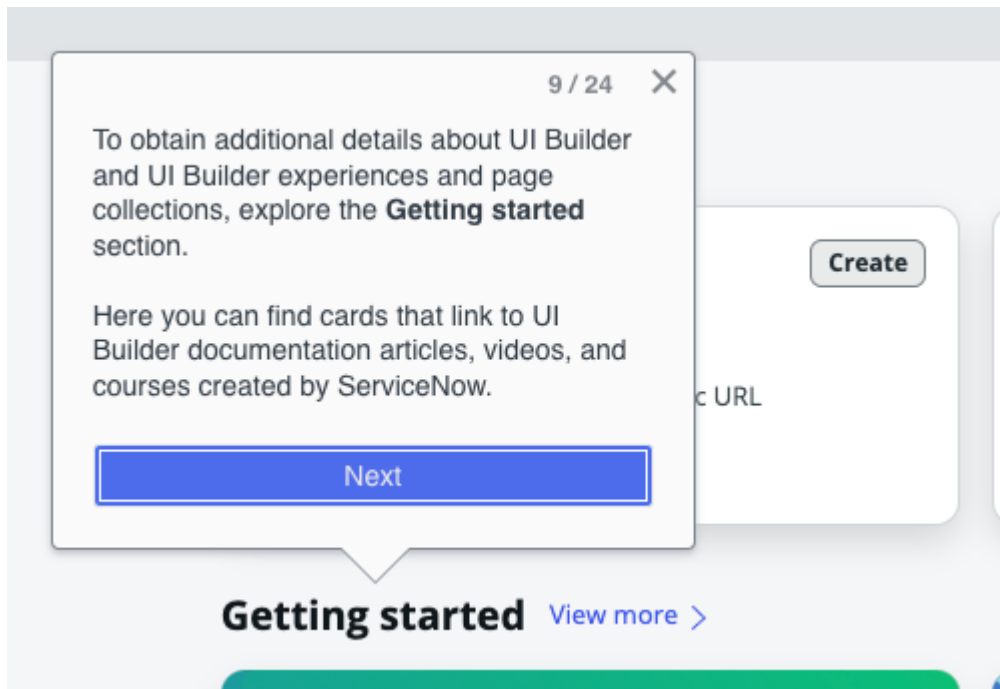 9 / 24
To obtain additional details about UI Builder
and UI Builder experiences and page
collections, explore the Getting started
section.
Here you can find cards that link to UI
Builder documentation articles, videos, and
courses created by ServiceNow.
Next
Create
c URL
Getting started View more